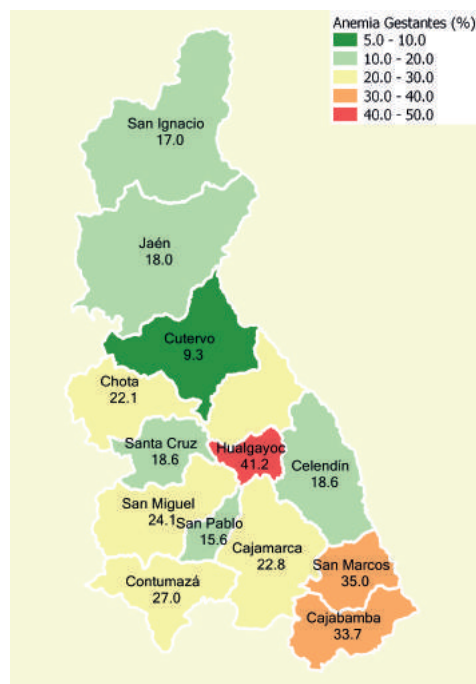 Anemia Gestantes (%)
5.0 - 10.0
10.0 - 20.0
20.0 - 30.0
30.0 - 40.0
40.0 - 50.0
San Ignacio
17.0
Jaén
18.0
Cutervo
9.3
Chota
22.1
Santa Cruz
18.6
Hualgayoc
41.2
Celendín
18.6
San Miguel
24.1
San Pablo
15.6
Cajamarca
22.8
San Marcos
35.0
Contumazá
27.0
Cajabamba
33.7